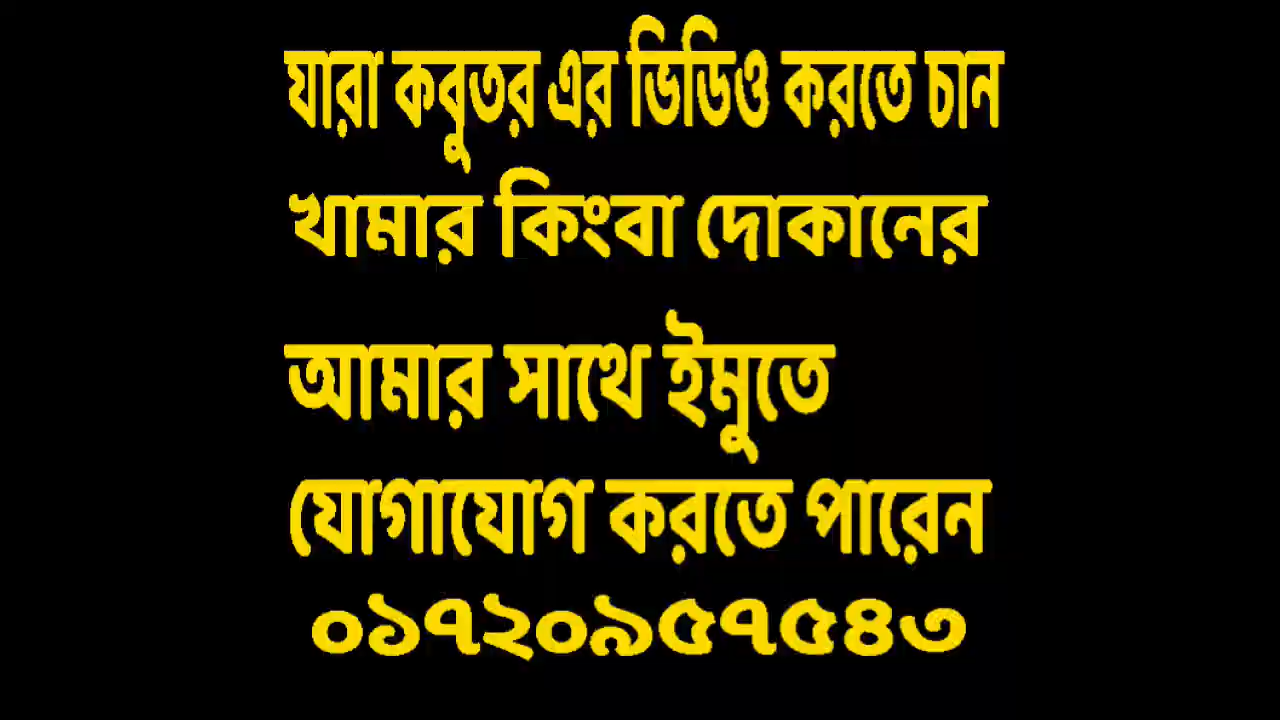 যারা কবুতর এর ভিডিও করতে চান
খামার কিংবা দোকানের
আমার সাথে ইমুতে
যোগাযোগ করতে পারেন
০১৭২০৯৫৭৫৪৩